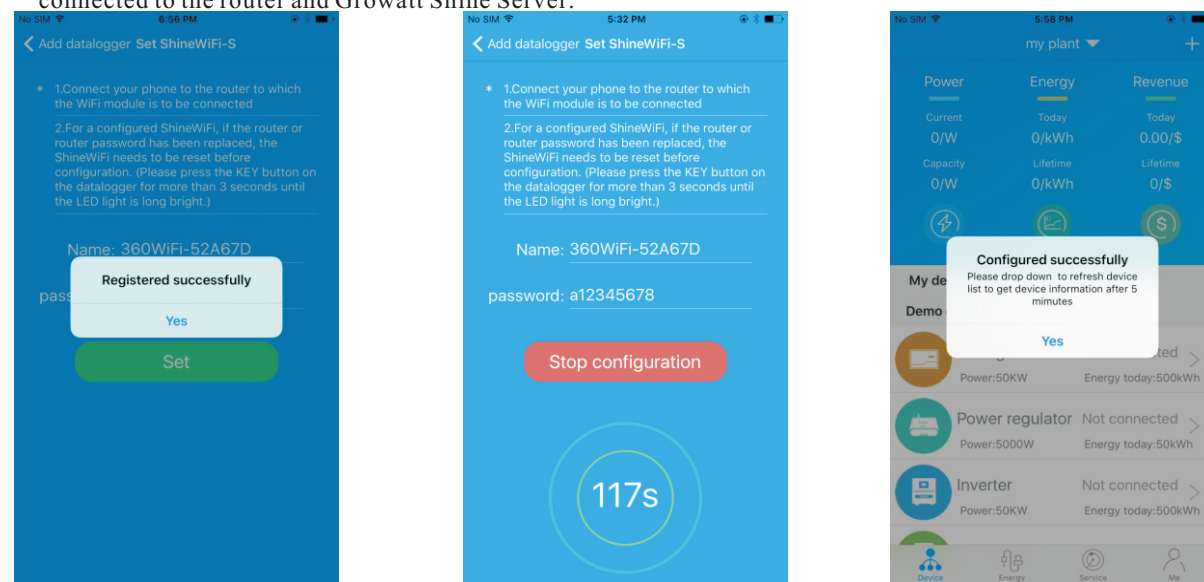 connected to the router and Growatt Shine Server.
No SIM 6:56 PM
Add datalogger Set ShineWiFi-S
* 1.Connect your phone to the router to which
the WiFi module is to be connected
2.For a configured ShineWiFi, if the router or
router password has been replaced, the
ShineWiFi needs to be reset before
configuration. (Please press the KEY button on
the datalogger for more than 3 seconds until
the LED light is long bright.)
Name: 360WiFi-52A67D
Registered successfully
pass
Yes
Set
No SIM 5:32 PM
Add datalogger Set ShineWiFi-S
* 1.Connect your phone to the router to which
the WiFi module is to be connected
2.For a configured ShineWiFi, if the router or
router password has been replaced, the
ShineWiFi needs to be reset before
configuration. (Please press the KEY button on
the datalogger for more than 3 seconds until
the LED light is long bright.)
Name: 360WiFi-52A67D
password: a12345678
Stop configuration
117s
No SIM 5:58 PM
my plant +
Power Energy Revenue
Current Today Today
0/W 0/kWh 0.00/$
Capacity Lifetime Lifetime
0/W 0/kWh 0/$
$
Configured successfully
Please drop down to refresh device
list to get device information after 5
mimutes
Yes
My de
Demo
ted
Power:50KW Energy today:500kWh
Power regulator Not connected
Power:5000W Energy today:50kWh
Inverter Not connected
Power:50KW Energy today:500kWh
Device Energy Service Me